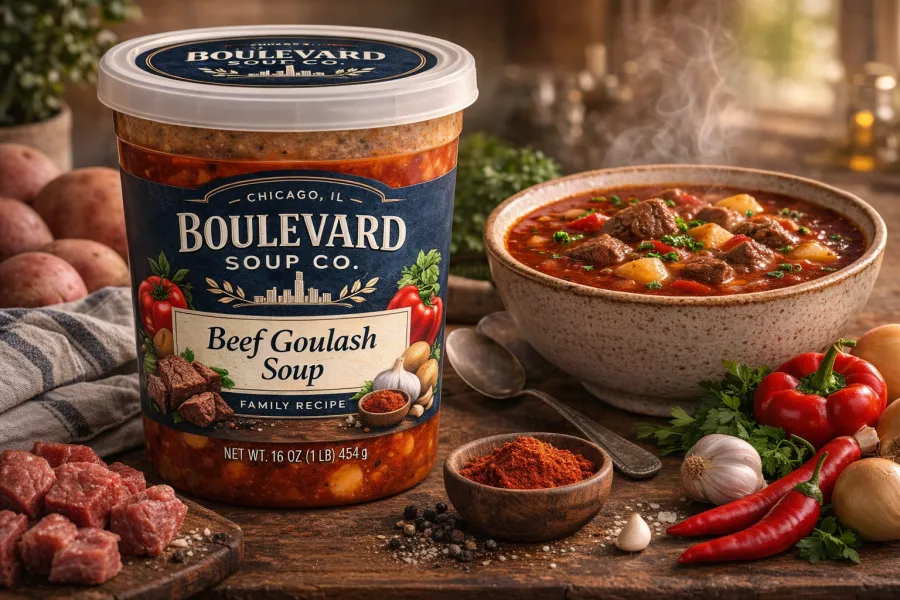 BOULEVARD
SOUP CO.
CHICAGO, IL
BOULEVARD
SOUP CO.
Beef Goulash
Soup
FAMILY RECIPE
NET WT. 16 OZ (1 LB) 454 g